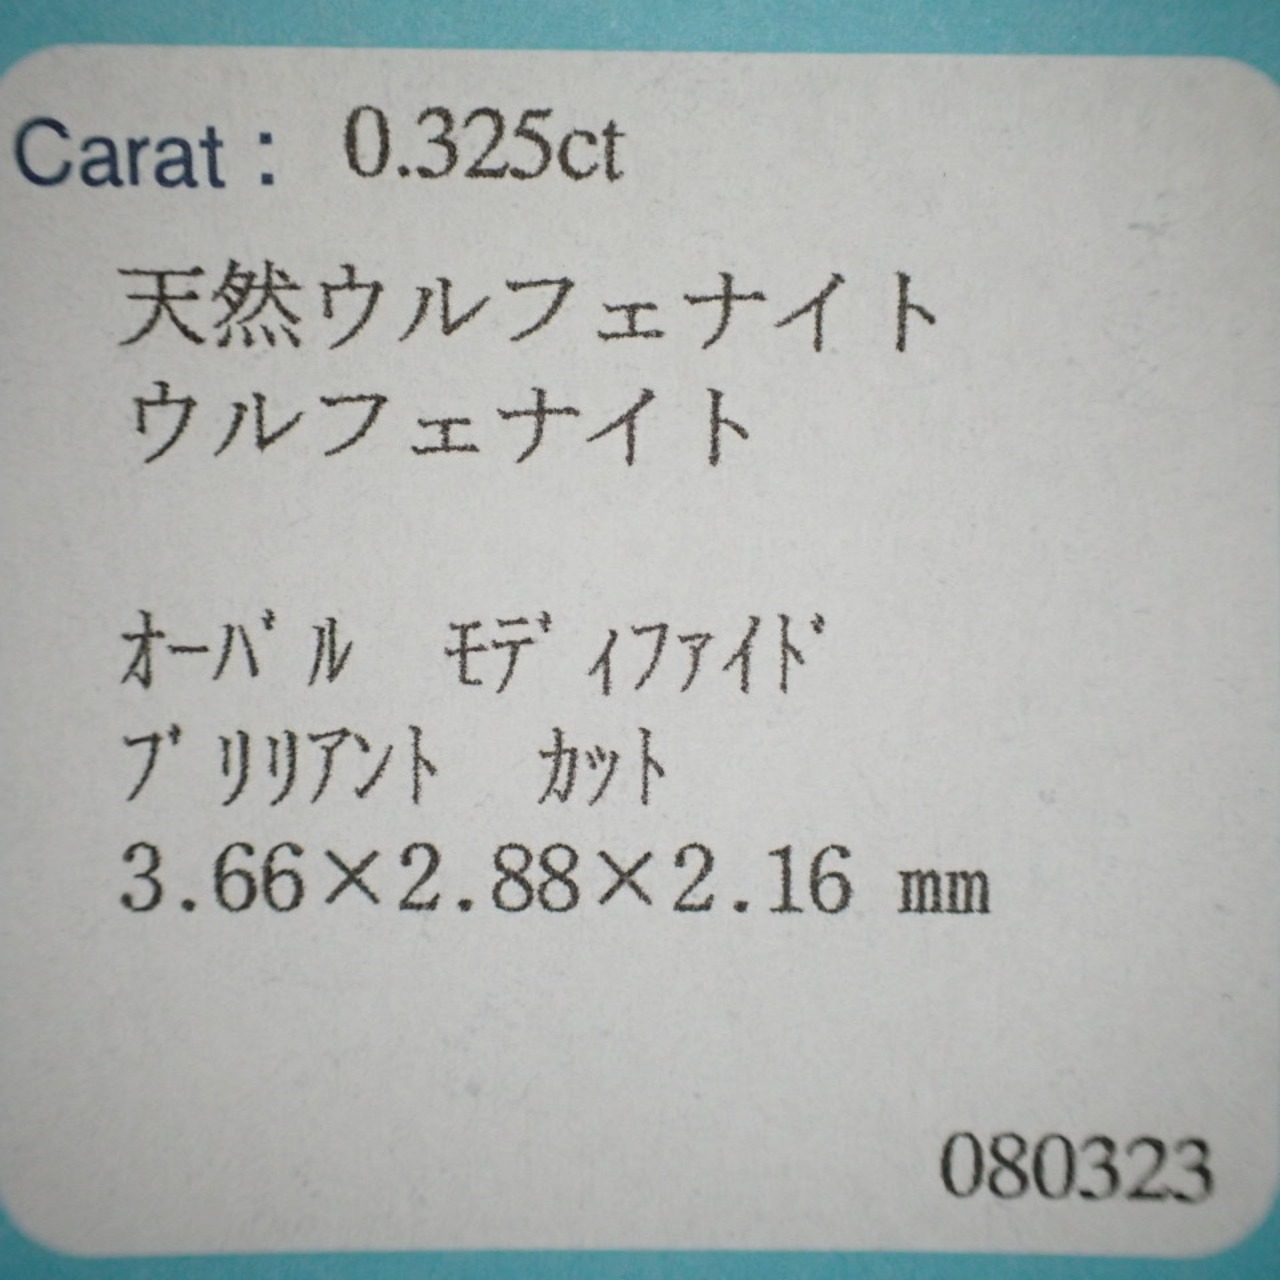 Carat : 0.325ct
天然ウルフェナイト
ウルフェナイト
ｵｰﾊﾞﾙ ﾓﾃﾞｨﾌｧｲﾄﾞ
ﾌﾞﾘﾘｱﾝﾄ ｶｯﾄ
3.66×2.88×2.16 mm
080323